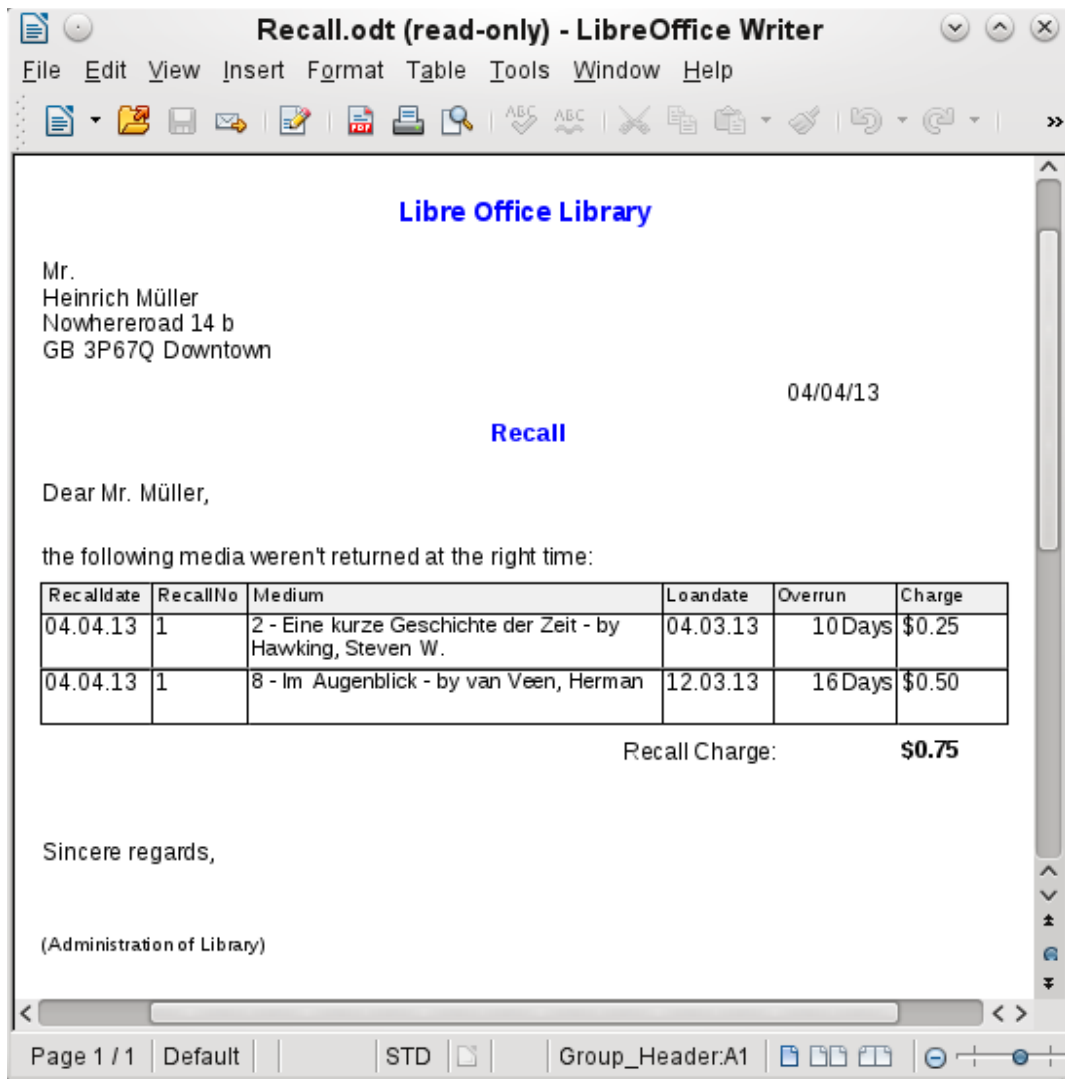 Recall.odt (read-only) - LibreOffice Writer
File Edit View Insert Format Table Tools Window Help
PDF ABC ABC »
Libre Office Library
Mr.
Heinrich Müller
Nowhereroad 14 b
GB 3P67Q Downtown
04/04/13
Recall
Dear Mr. Müller,
the following media weren't returned at the right time:
Recalldate RecallNo Medium Loandate Overrun Charge
04.04.13 1 2 - Eine kurze Geschichte der Zeit - by 04.03.13 10 Days $0.25
Hawking, Steven W.
04.04.13 1 8 - Im Augenblick - by van Veen, Herman 12.03.13 16 Days $0.50
Recall Charge: $0.75
Sincere regards,
(Administration of Library)
Page 1 / 1 Default STD Group_Header:A1